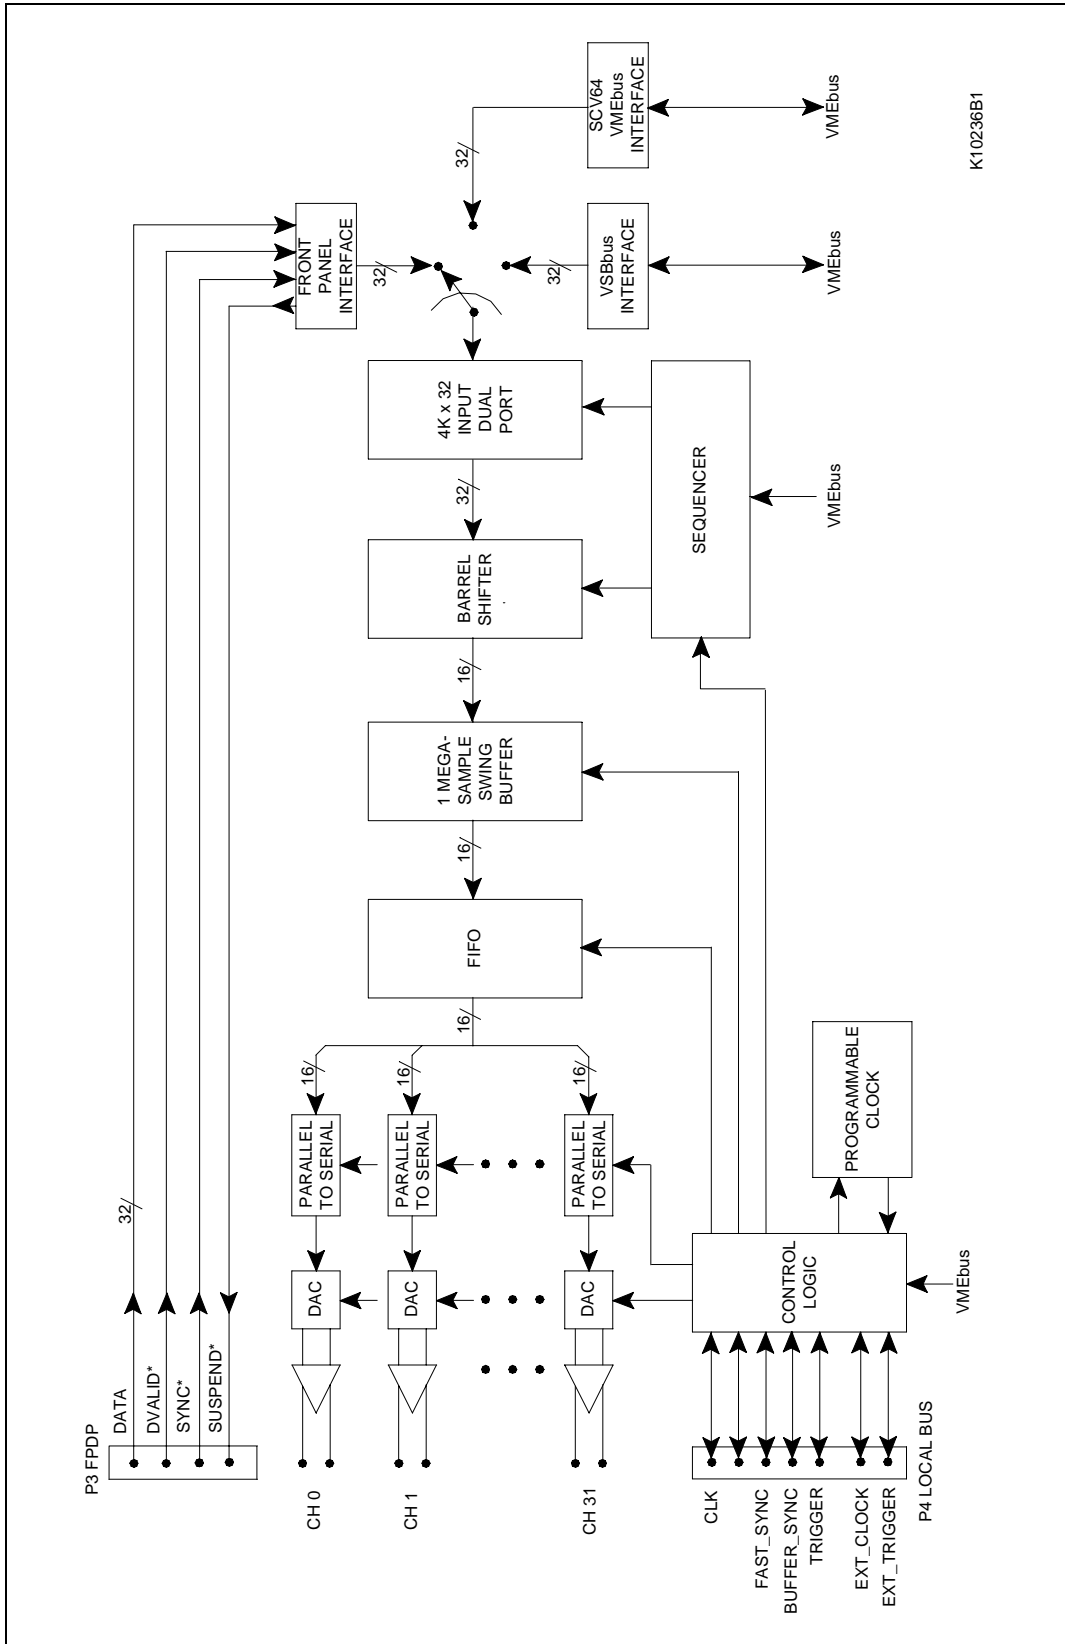 P3 FPDP
DATA
DVALID*
SYNC*
SUSPEND*
32
FRONT
PANEL
INTERFACE
32
SCV64
VMEbus
INTERFACE
32
VMEbus
VSBbus
INTERFACE
32
VMEbus
4K x 32
INPUT
DUAL
PORT
32
BARREL
SHIFTER
16
1 MEGA-
SAMPLE
SWING
BUFFER
16
FIFO
16
SEQUENCER
VMEbus
16
PARALLEL
TO SERIAL
DAC
CH 0
16
PARALLEL
TO SERIAL
DAC
CH 1
16
PARALLEL
TO SERIAL
DAC
CH 31
PROGRAMMABLE
CLOCK
CONTROL
LOGIC
VMEbus
CLK
FAST_SYNC
BUFFER_SYNC
TRIGGER
EXT_CLOCK
EXT_TRIGGER
P4 LOCAL BUS
K10236B1